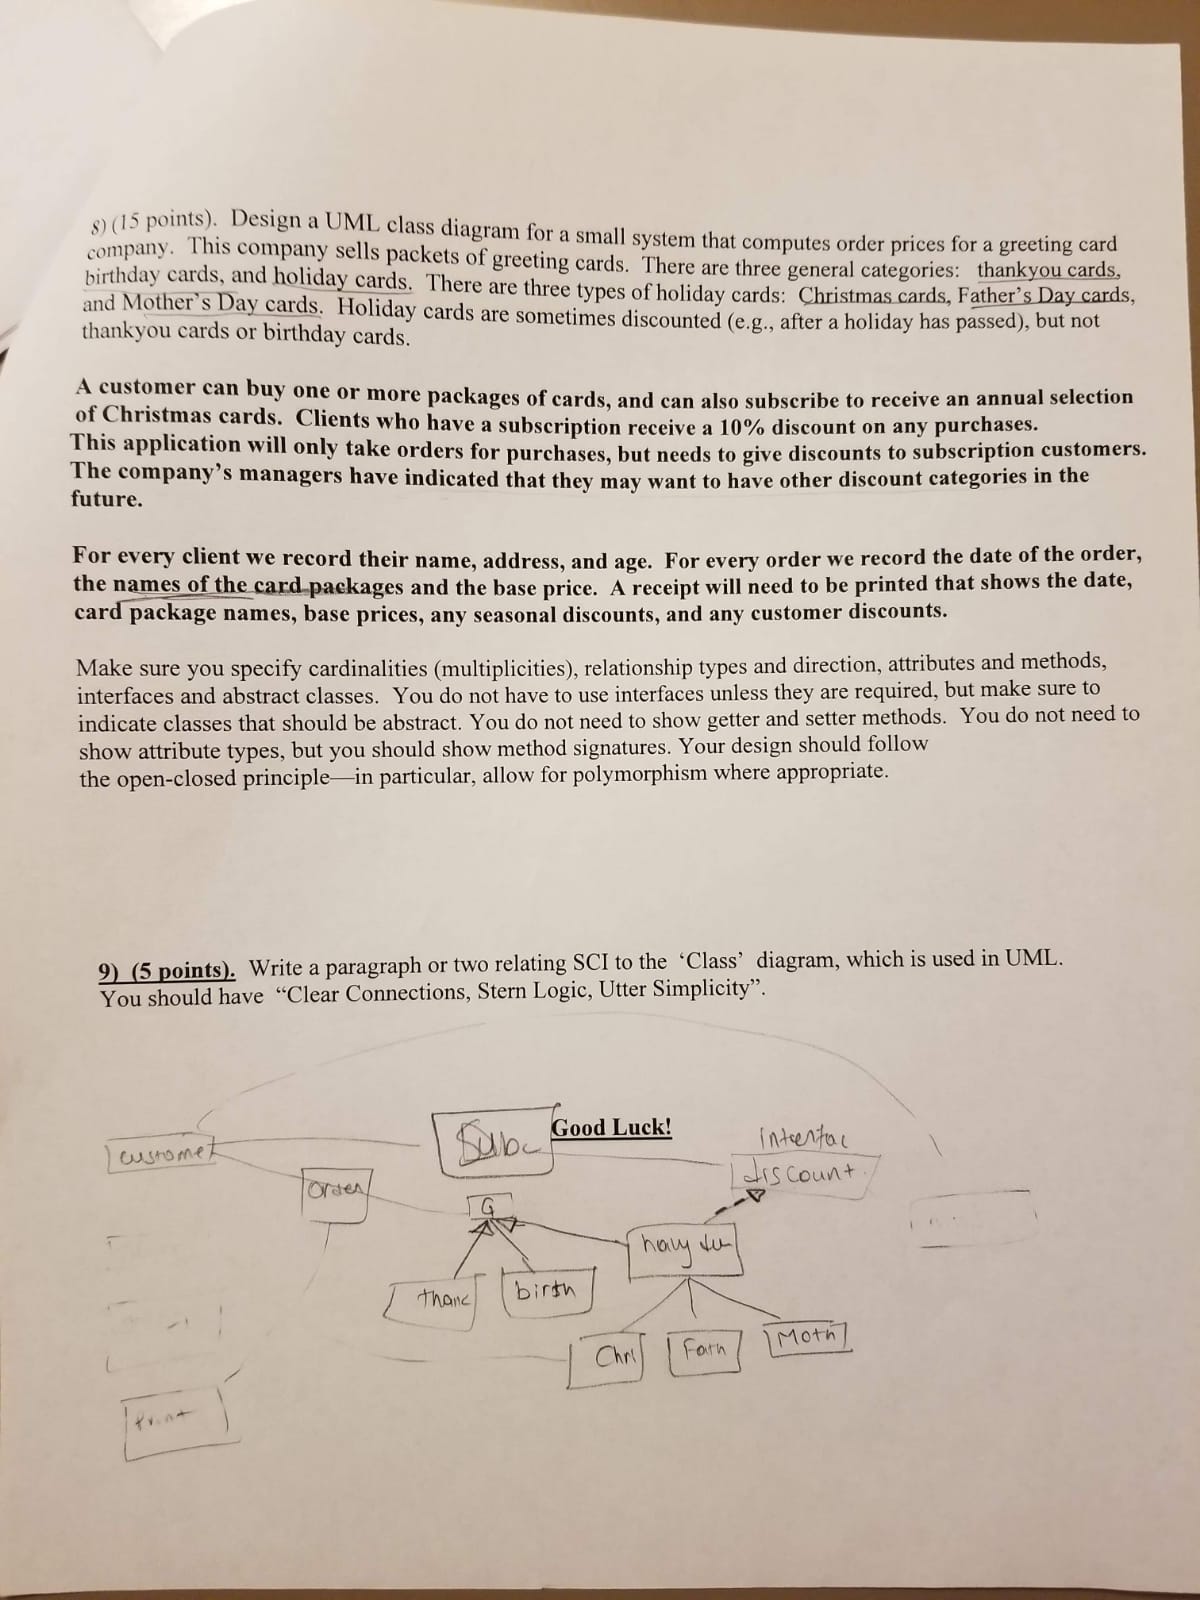 8) (15 points). Design a UML class diagram for a small system that computes order prices for a greeting card
company. This company sells packets of greeting cards. There are three general categories: thankyou cards,
birthday cards, and holiday cards. There are three types of holiday cards: Christmas cards, Father's Day cards,
and Mother's Day cards. Holiday cards are sometimes discounted (e.g., after a holiday has passed), but not
thankyou cards or birthday cards.
A customer can buy one or more packages of cards, and can also subscribe to receive an annual selection
of Christmas cards. Clients who have a subscription receive a 10% discount on any purchases.
This application will only take orders for purchases, but needs to give discounts to subscription customers.
The company's managers have indicated that they may want to have other discount categories in the
future.
For every client we record their name, address, and age. For every order we record the date of the order,
the names of the card packages and the base price. A receipt will need to be printed that shows the date,
card package names, base prices, any seasonal discounts, and any customer discounts.
Make sure you specify cardinalities (multiplicities), relationship types and direction, attributes and methods,
interfaces and abstract classes. You do not have to use interfaces unless they are required, but make sure to
indicate classes that should be abstract. You do not need to show getter and setter methods. You do not need to
show attribute types, but you should show method signatures. Your design should follow
the open-closed principle—in particular, allow for polymorphism where appropriate.
9) (5 points). Write a paragraph or two relating SCI to the 'Class' diagram, which is used in UML.
You should have "Clear Connections, Stern Logic, Utter Simplicity".
Good Luck!
Subc
customer
discount
order
G
thanc
birth
Chri
Fath
Moth
Print